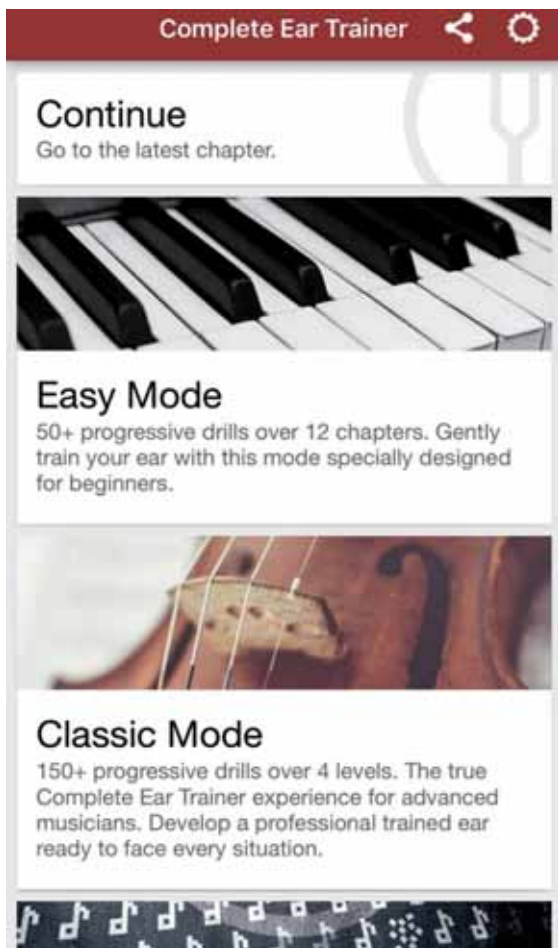 Complete Ear Trainer
Continue
Go to the latest chapter.
Easy Mode
50+ progressive drills over 12 chapters. Gently
train your ear with this mode specially designed
for beginners.
Classic Mode
150+ progressive drills over 4 levels. The true
Complete Ear Trainer experience for advanced
musicians. Develop a professional trained ear
ready to face every situation.